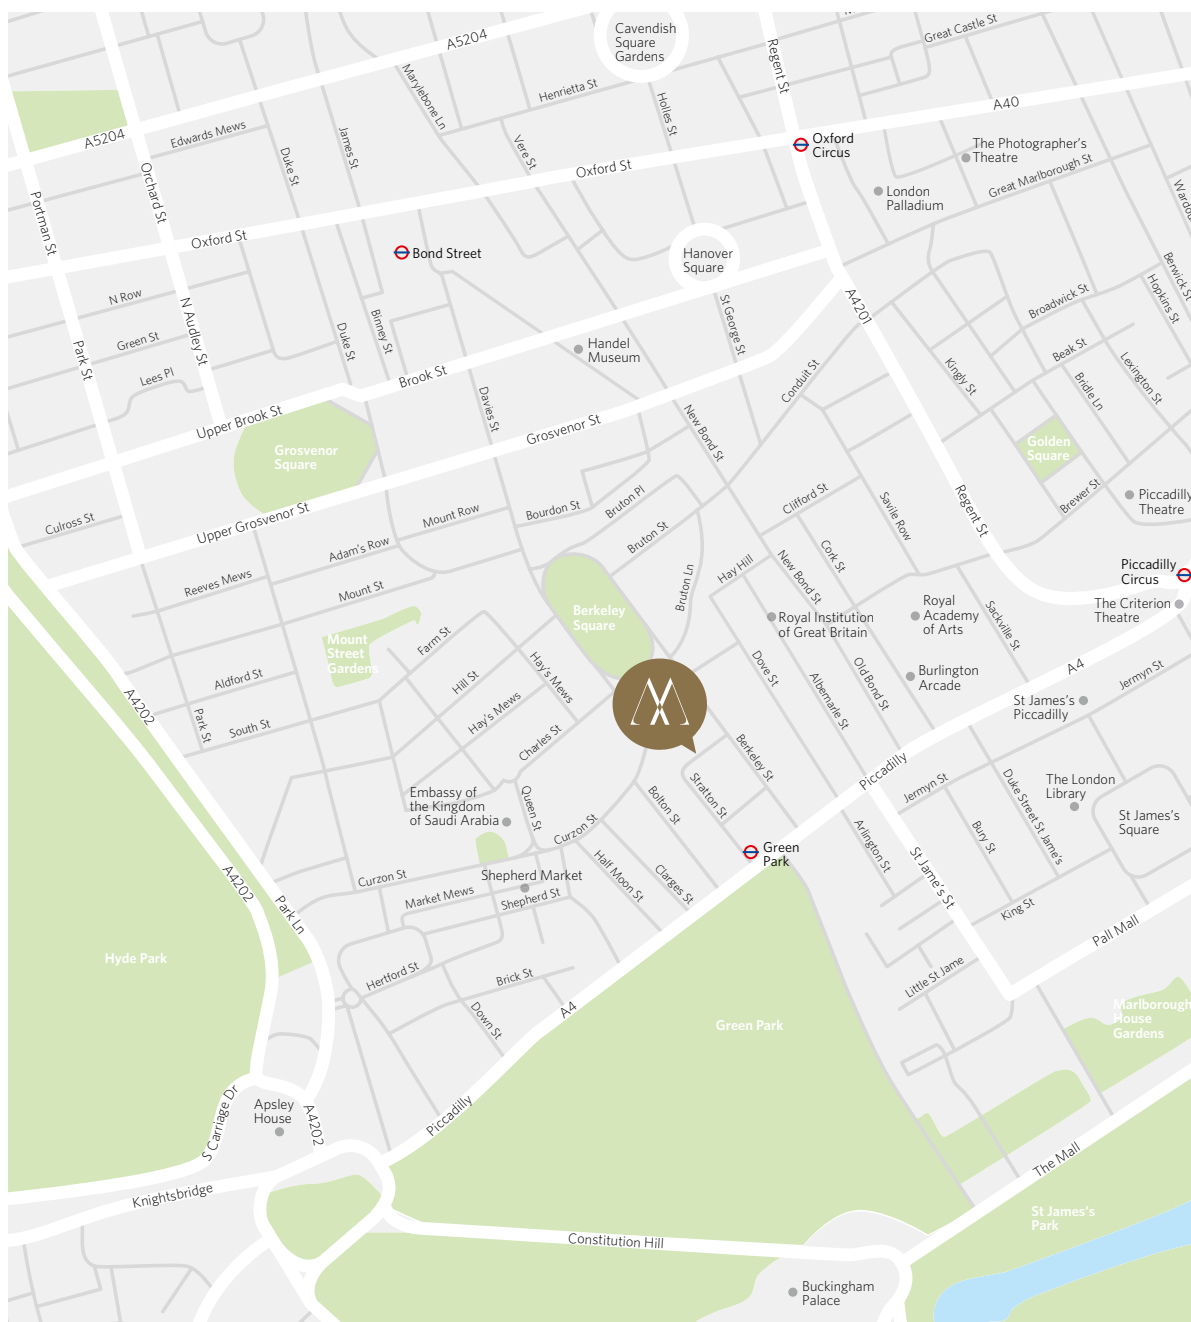 Cavendish
Square
Gardens
Great Castle St
A5204
Regent St
Marylebone Ln
Henrietta St
Holles St
A40
A5204
Edwards Mews
James St
Duke St
Vere St
Oxford
Circus
The Photographer's
Theatre
Great Marlborough St
Orchard St
Portman St
Oxford St
London
Palladium
Wardou
Oxford St
Bond Street
Hanover
Square
Berwick St
Hopkins St
Broadwick St
N Row
N Audley St
Binney St
Duke St
St George St
A4201
Green St
Park St
Lees Pl
Handel
Museum
Beak St
Lexington St
Bridle Ln
Kingly St
Brook St
Conduit St
Davies St
New Bond St
Upper Brook St
Grosvenor St
Grosvenor
Square
Golden
Square
Culross St
Upper Grosvenor St
Mount Row
Bourdon St
Bruton Pl
Clifford St
Savile Row
Regent St
Brewer St
Piccadilly
Theatre
Adam's Row
Bruton St
Cork St
Reeves Mews
Mount St
Bruton Ln
Hay Hill
New Bond St
Piccadilly
Circus
The Criterion
Theatre
Berkeley
Square
Royal Institution
of Great Britain
Royal
Academy
of Arts
Sackville St
Mount
Street
Gardens
Farm St
Hay's Mews
Hill St
Dove St
Albemarle St
Old Bond St
Burlington
Arcade
A4
Jermyn St
Aldford St
A4202
Park St
South St
Hay's Mews
Charles St
St James's
Piccadilly
Berkeley St
Piccadilly
Stratton St
Bolton St
Embassy of
the Kingdom
of Saudi Arabia
Queen St
Curzon St
Jermyn St
Duke Street St Jame's
The London
Library
St James's
Square
Bury St
Arlington St
Green
Park
St Jame's St
Half Moon St
Clarges St
Curzon St
Shepherd Market
Market Mews
Shepherd St
A4202
Park Ln
King St
Pall Mall
Hyde Park
Hertford St
Brick St
Little St Jame
Down St
A4
Green Park
Marlborough
House
Gardens
S Carriage Dr
Apsley
House
A4202
Piccadilly
The Mall
Knightsbridge
St James's
Park
Constitution Hill
Buckingham
Palace